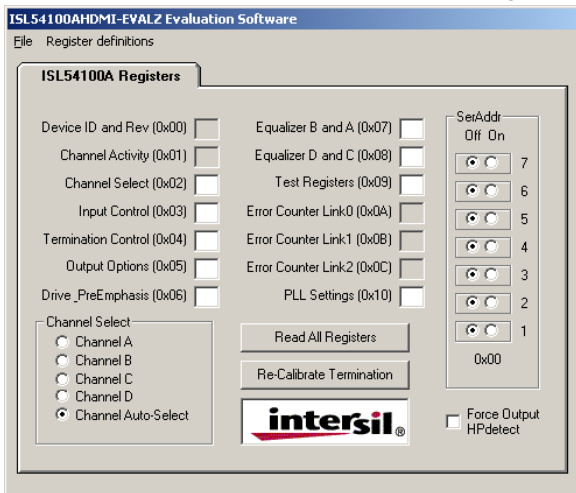 ISL54100AHDMI-EVALZ Evaluation Software
File Register definitions
ISL54100A Registers
Device ID and Rev (0x00)
Channel Activity (0x01)
Channel Select (0x02)
Input Control (0x03)
Termination Control (0x04)
Output Options (0x05)
Drive_PreEmphasis (0x06)
Equalizer B and A (0x07)
Equalizer D and C (0x08)
Test Registers (0x09)
Error Counter Link0 (0x0A)
Error Counter Link1 (0x0B)
Error Counter Link2 (0x0C)
PLL Settings (0x10)
SerAddr
Off On
7
6
5
4
3
2
1
0x00
Channel Select
Channel A
Channel B
Channel C
Channel D
Channel Auto-Select
Read All Registers
Re-Calibrate Termination
intersil®
Force Output
HPdetect